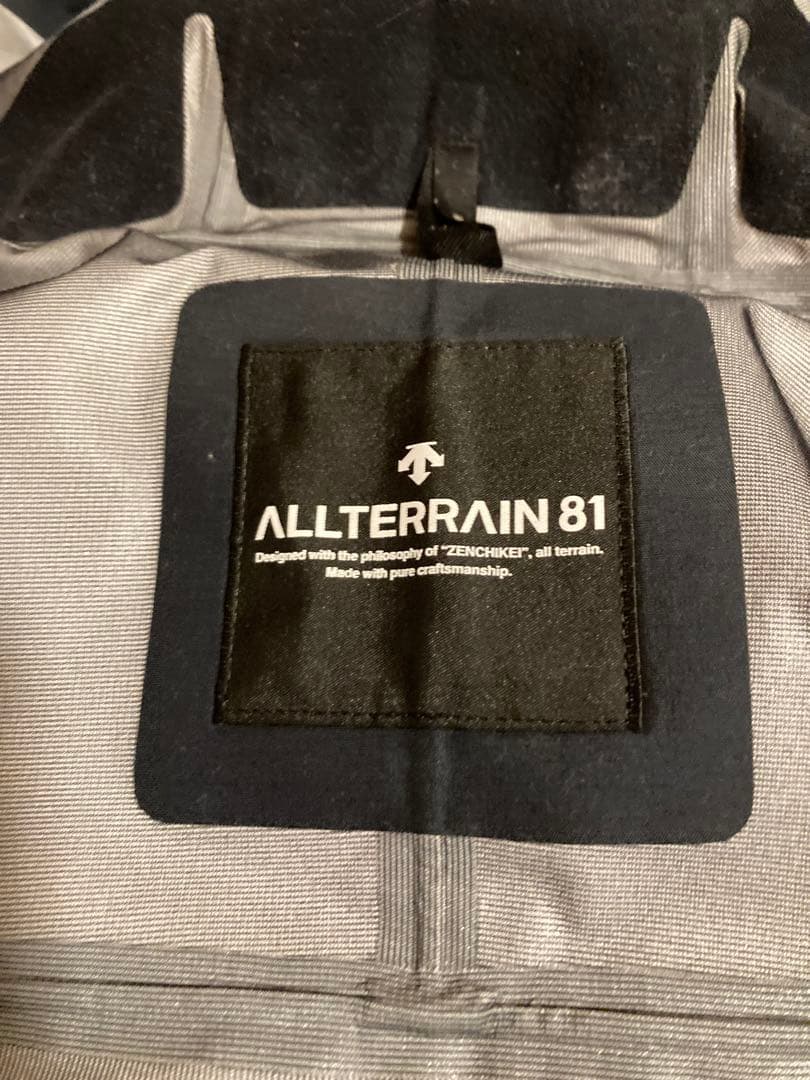 ALLTERRAIN 81
Designed with the philosophy of "ZENCHIKEI", all terrain.
Made with pure craftsmanship.